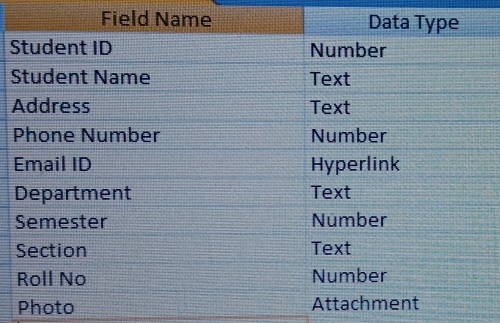 Field Name Data Type
Student ID Number
Student Name Text
Address Text
Phone Number Number
Email ID Hyperlink
Department Text
Semester Number
Section Text
Roll No Number
Photo Attachment